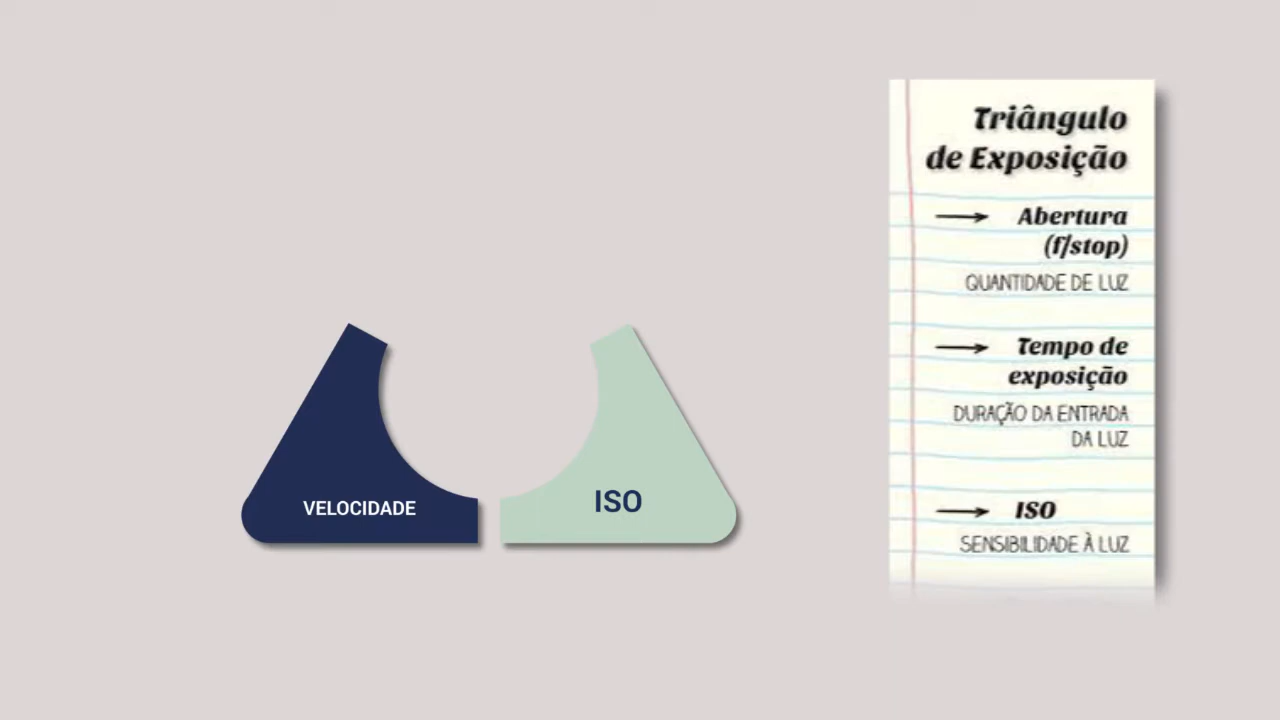 VELOCIDADE
ISO
Triângulo
de Exposição
Abertura
(f/stop)
QUANTIDADE DE LUZ
Tempo de
exposição
DURAÇÃO DA ENTRADA
DA LUZ
ISO
SENSIBILIDADE À LUZ